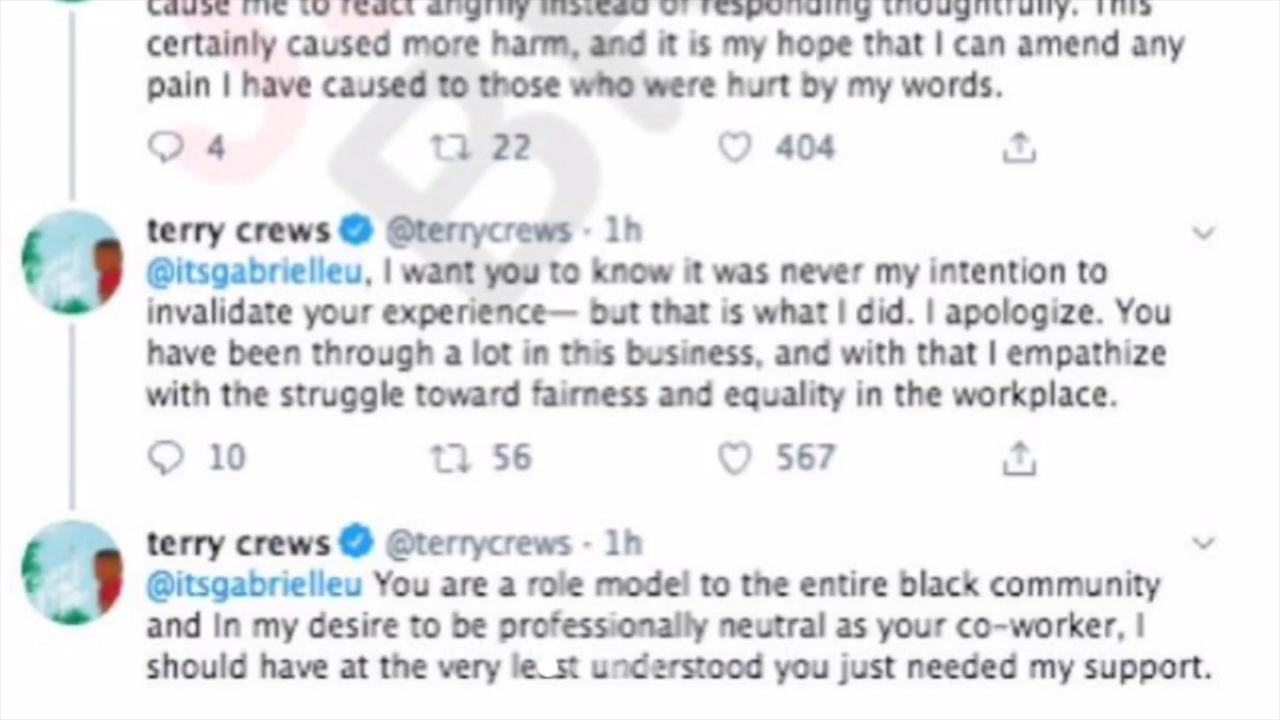 cause me to react angrily instead of responding thoughtfully. This
certainly caused more harm, and it is my hope that I can amend any
pain I have caused to those who were hurt by my words.
4 22 404
terry crews @terrycrews · 1h
@itsgabrielleu, I want you to know it was never my intention to
invalidate your experience— but that is what I did. I apologize. You
have been through a lot in this business, and with that I empathize
with the struggle toward fairness and equality in the workplace.
10 56 567
terry crews @terrycrews · 1h
@itsgabrielleu You are a role model to the entire black community
and In my desire to be professionally neutral as your co-worker, I
should have at the very least understood you just needed my support.